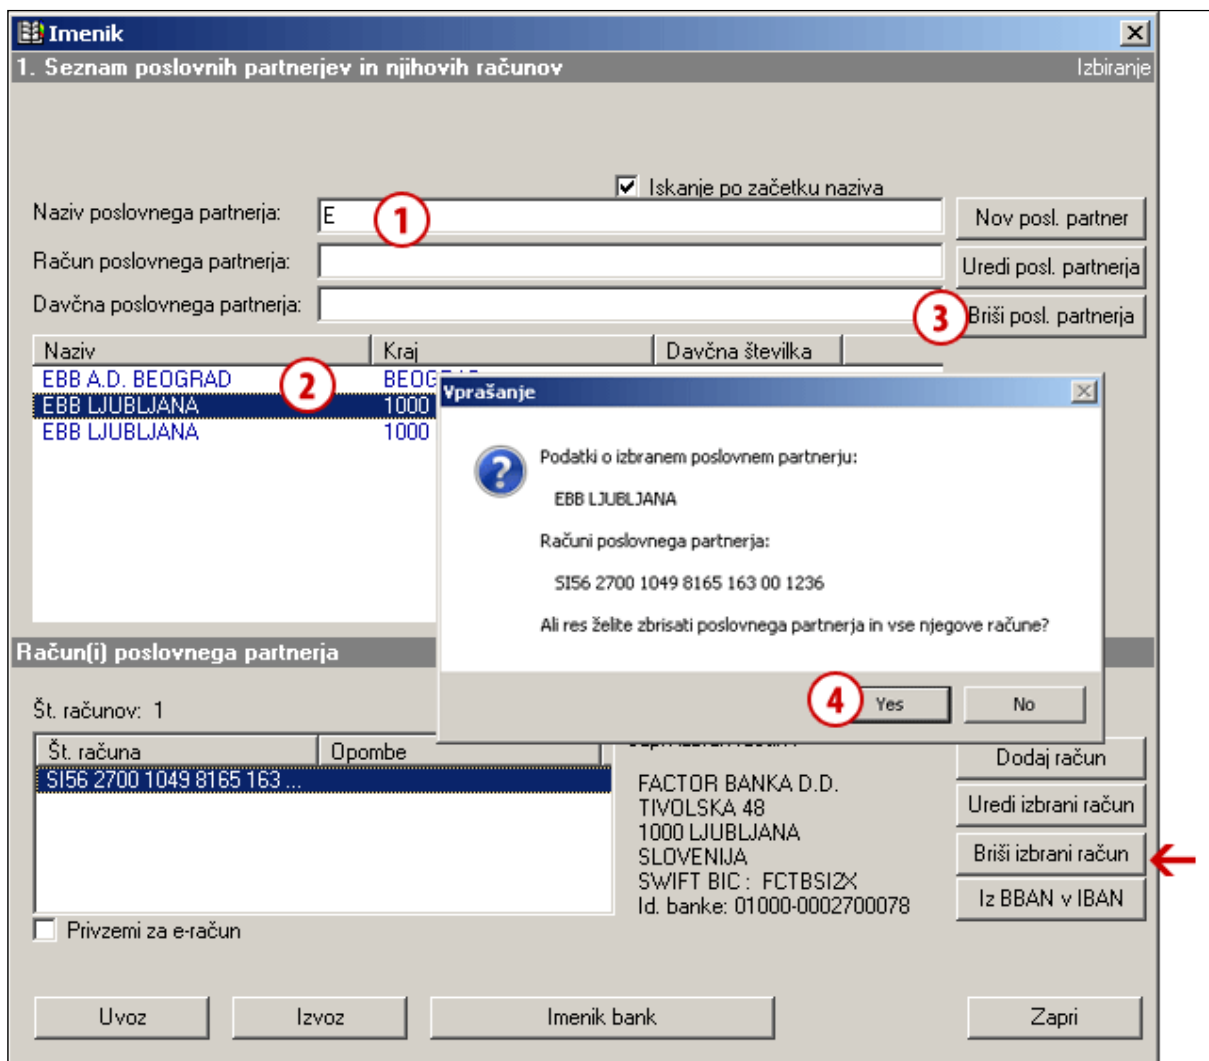 Imenik
1. Seznam poslovnih partnerjev in njihovih računov Izbiranje
Iskanje po začetku naziva
Naziv poslovnega partnerja: E 1 Nov posl. partner
Račun poslovnega partnerja: Uredi posl. partnerja
Davčna poslovnega partnerja: 3 Briši posl. partnerja
Naziv Kraj Davčna številka
EBB A.D. BEOGRAD 2
EBB LJUBLJANA 1000
EBB LJUBLJANA 1000
Vprašanje
Podatki o izbranem poslovnem partnerju:
EBB LJUBLJANA
Računi poslovnega partnerja:
SI56 2700 1049 8165 163 00 1236
Ali res želite zbrisati poslovnega partnerja in vse njegove račune?
4 Yes No
Račun(i) poslovnega partnerja
Št. računov: 1
Št. računa Opombe
SI56 2700 1049 8165 163 ...
FACTOR BANKA D.D.
TIVOLSKA 48
1000 LJUBLJANA
SLOVENIJA
SWIFT BIC : FCTBSI2X
Id. banke: 01000-0002700078
Dodaj račun
Uredi izbrani račun
Briši izbrani račun
Iz BBAN v IBAN
Privzemi za e-račun
Uvoz Izvoz Imenik bank Zapri